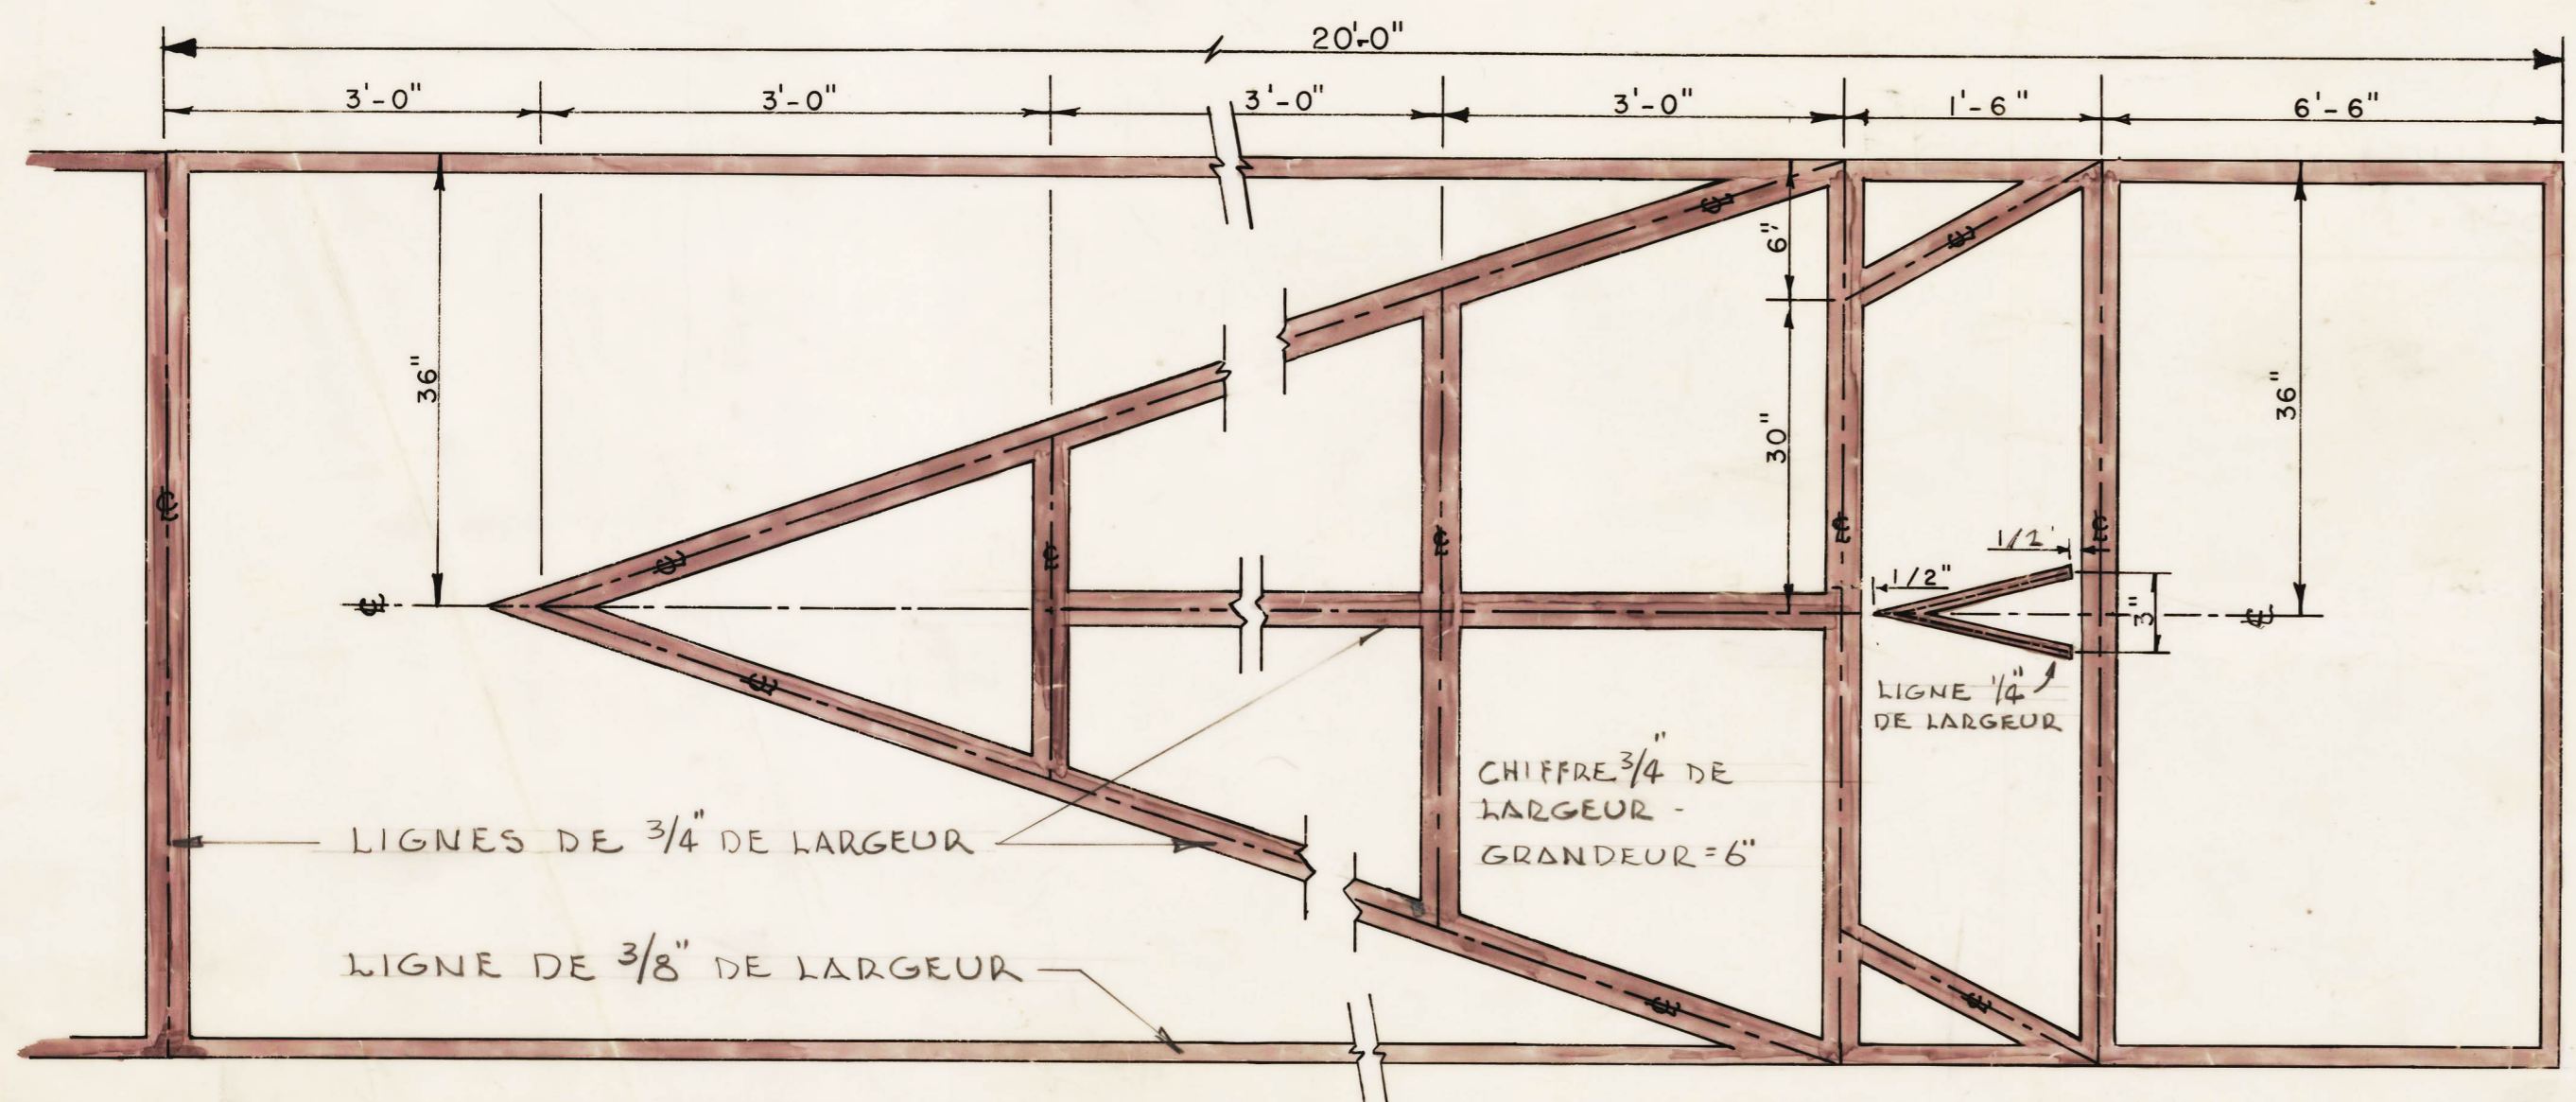 20'-0"
3'-0"
3'-0"
3'-0"
3'-0"
1'-6"
6'-6"
36"
6"
30"
36"
1/2'
1/2"
3"
LIGNE 1/4"
DE LARGEUR
CHIFFRE 3/4" DE
LARGEUR -
GRANDEUR = 6"
LIGNES DE 3/4" DE LARGEUR
LIGNE DE 3/8" DE LARGEUR